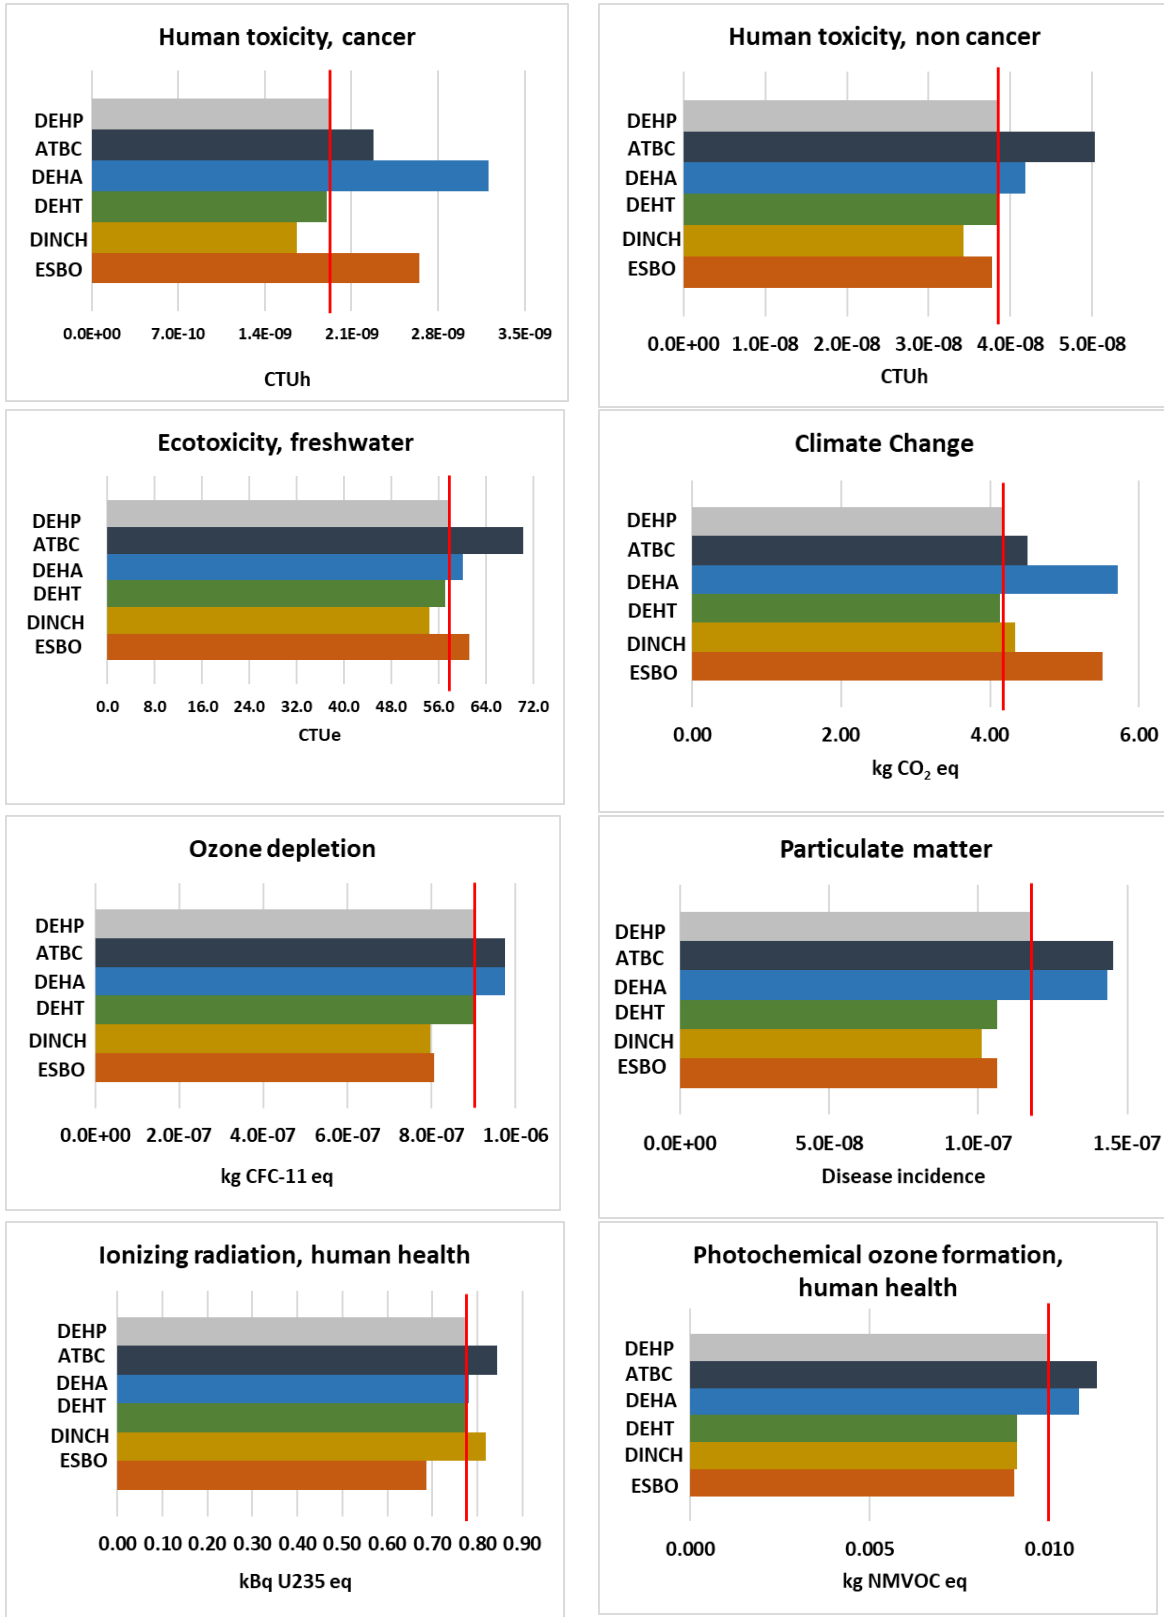 Human toxicity, cancer
DEHP
ATBC
DEHA
DEHT
DINCH
ESBO
0.0E+00 7.0E-10 1.4E-09 2.1E-09 2.8E-09 3.5E-09
CTUh
Human toxicity, non cancer
DEHP
ATBC
DEHA
DEHT
DINCH
ESBO
0.0E+00 1.0E-08 2.0E-08 3.0E-08 4.0E-08 5.0E-08
CTUh
Ecotoxicity, freshwater
DEHP
ATBC
DEHA
DEHT
DINCH
ESBO
0.0 8.0 16.0 24.0 32.0 40.0 48.0 56.0 64.0 72.0
CTUe
Climate Change
DEHP
ATBC
DEHA
DEHT
DINCH
ESBO
0.00 2.00 4.00 6.00
kg CO₂ eq
Ozone depletion
DEHP
ATBC
DEHA
DEHT
DINCH
ESBO
0.0E+00 2.0E-07 4.0E-07 6.0E-07 8.0E-07 1.0E-06
kg CFC-11 eq
Particulate matter
DEHP
ATBC
DEHA
DEHT
DINCH
ESBO
0.0E+00 5.0E-08 1.0E-07 1.5E-07
Disease incidence
Ionizing radiation, human health
DEHP
ATBC
DEHA
DEHT
DINCH
ESBO
0.00 0.10 0.20 0.30 0.40 0.50 0.60 0.70 0.80 0.90
kBq U235 eq
Photochemical ozone formation,
human health
DEHP
ATBC
DEHA
DEHT
DINCH
ESBO
0.000 0.005 0.010
kg NMVOC eq